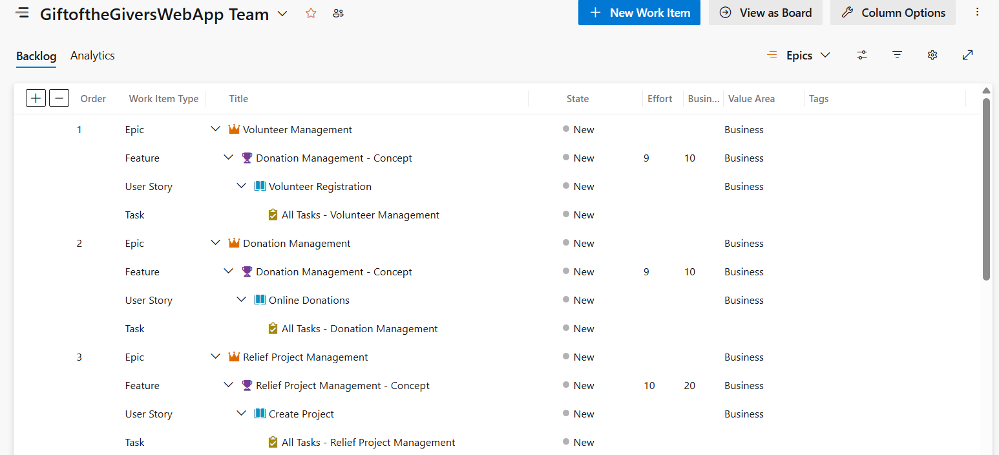 GiftoftheGiversWebApp Team
New Work Item View as Board Column Options
Backlog Analytics
Epics
Order Work Item Type Title State Effort Busin... Value Area Tags
1 Epic Volunteer Management New Business
Feature Donation Management - Concept New 9 10 Business
User Story Volunteer Registration New Business
Task All Tasks - Volunteer Management New
2 Epic Donation Management New Business
Feature Donation Management - Concept New 9 10 Business
User Story Online Donations New Business
Task All Tasks - Donation Management New
3 Epic Relief Project Management New Business
Feature Relief Project Management - Concept New 10 20 Business
User Story Create Project New Business
Task All Tasks - Relief Project Management New